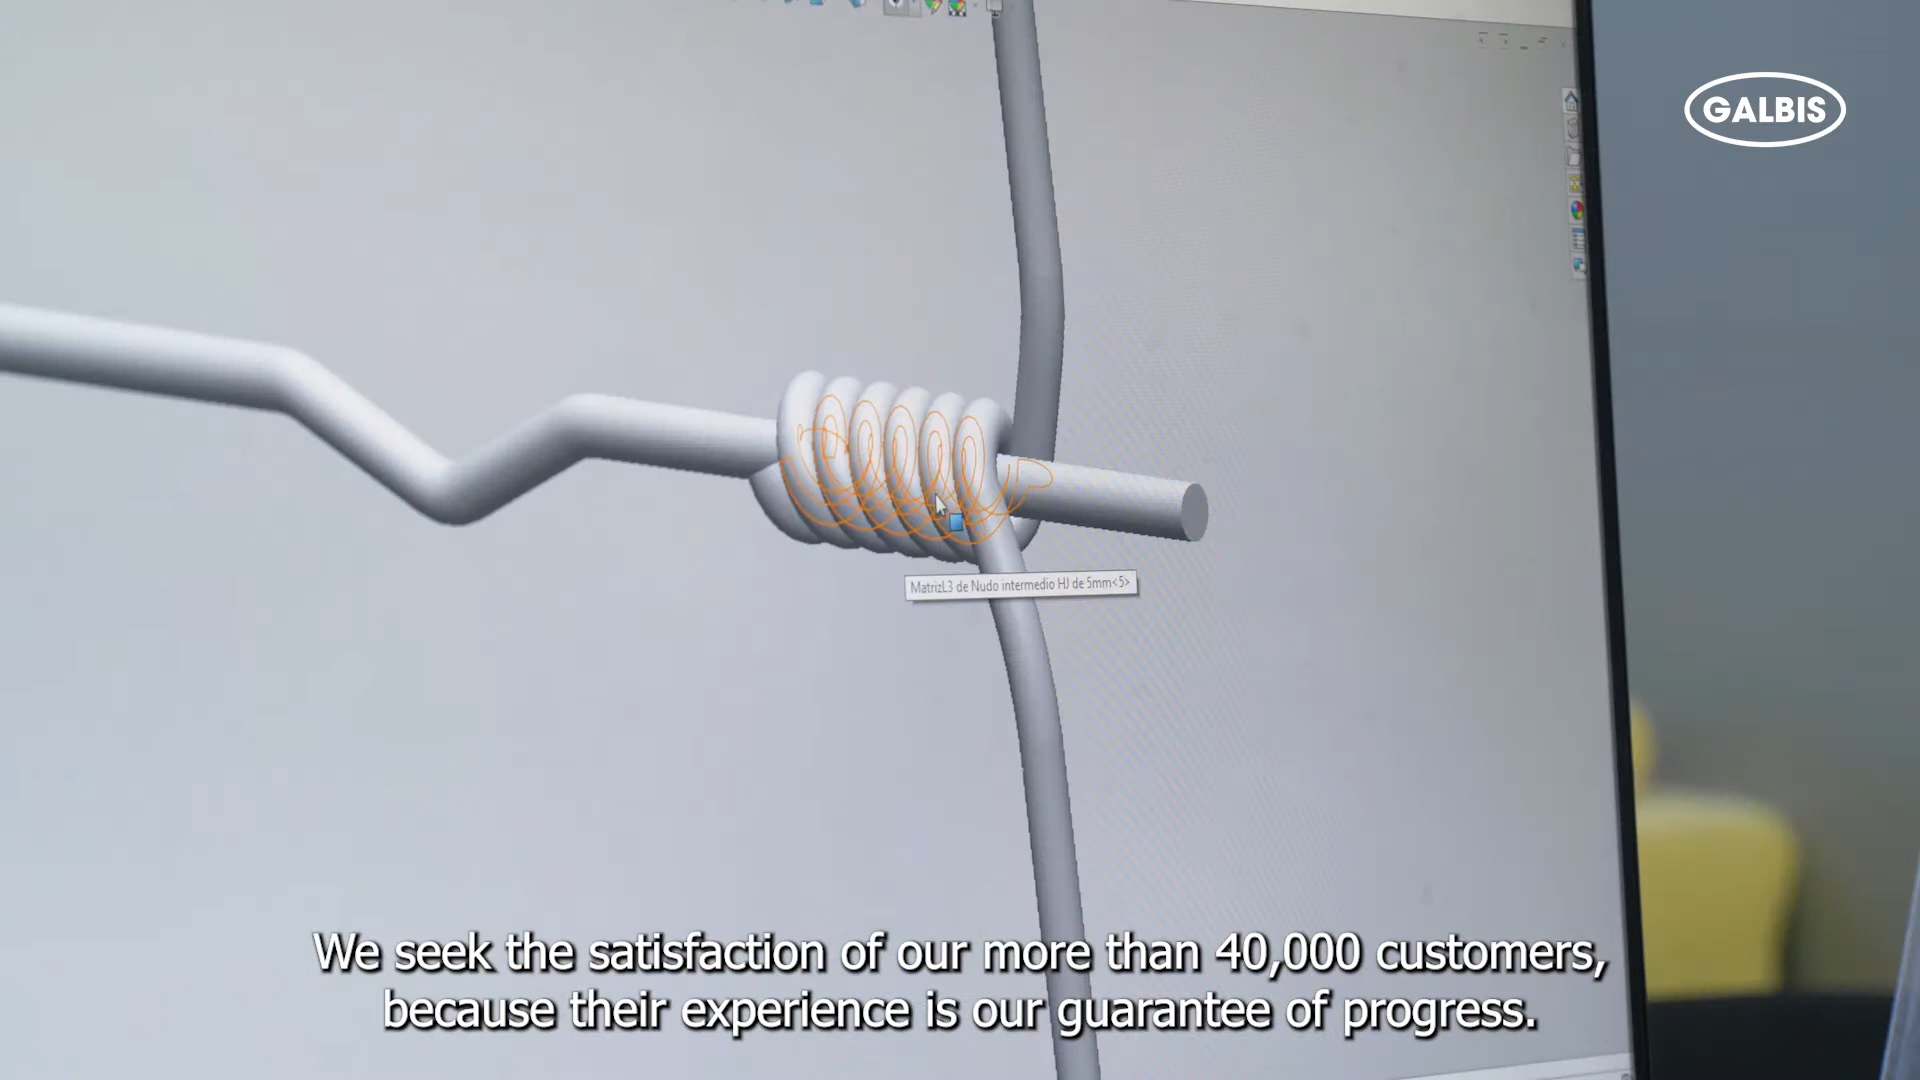 GALBIS
MatrizL3 de Nudo intermedio HJ de 5mm<5>
We seek the satisfaction of our more than 40,000 customers,
because their experience is our guarantee of progress.